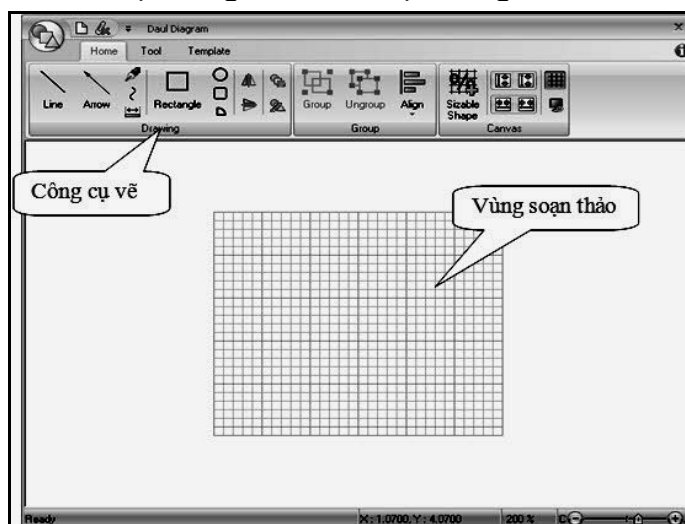 Daul Diagram
Home Tool Template
Line Arrow Rectangle Group Ungroup Align Sizable Shape
Drawing Group Canvas
Công cụ vẽ
Vùng soạn thảo
Ready X : 1.0700, Y : 4.0700 200 %